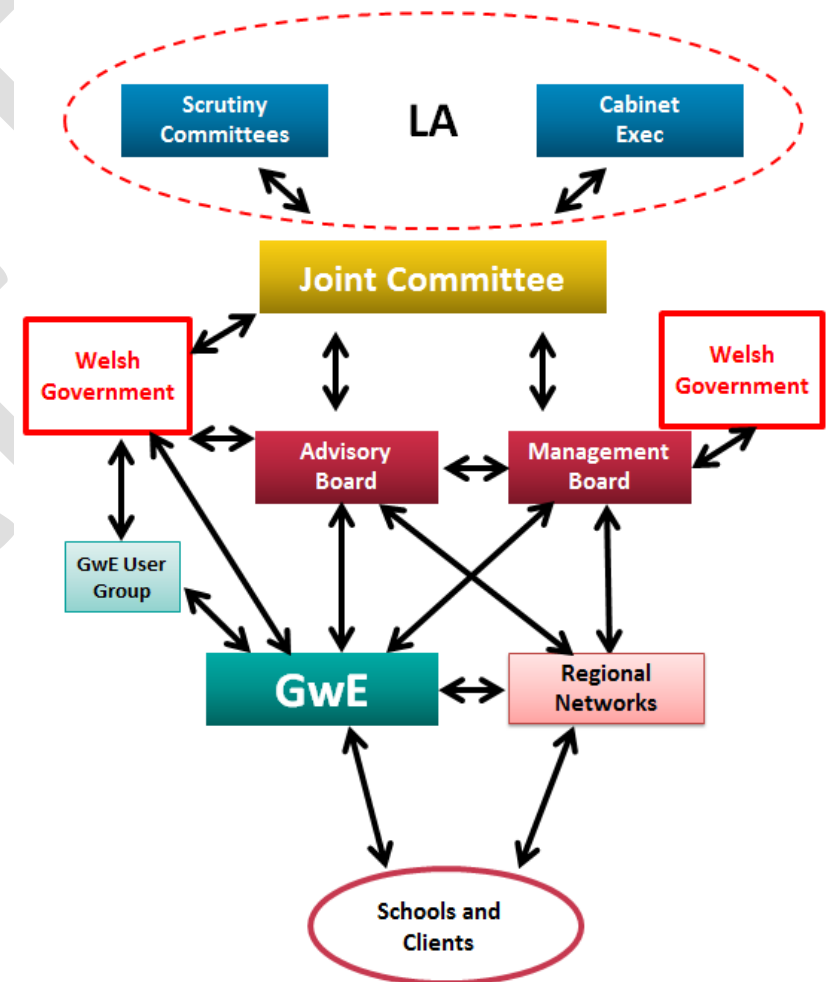 Scrutiny
Committees
LA
Cabinet
Exec
Joint Committee
Welsh
Government
Welsh
Government
Advisory
Board
Management
Board
GwE User
Group
GwE
Regional
Networks
Schools and
Clients